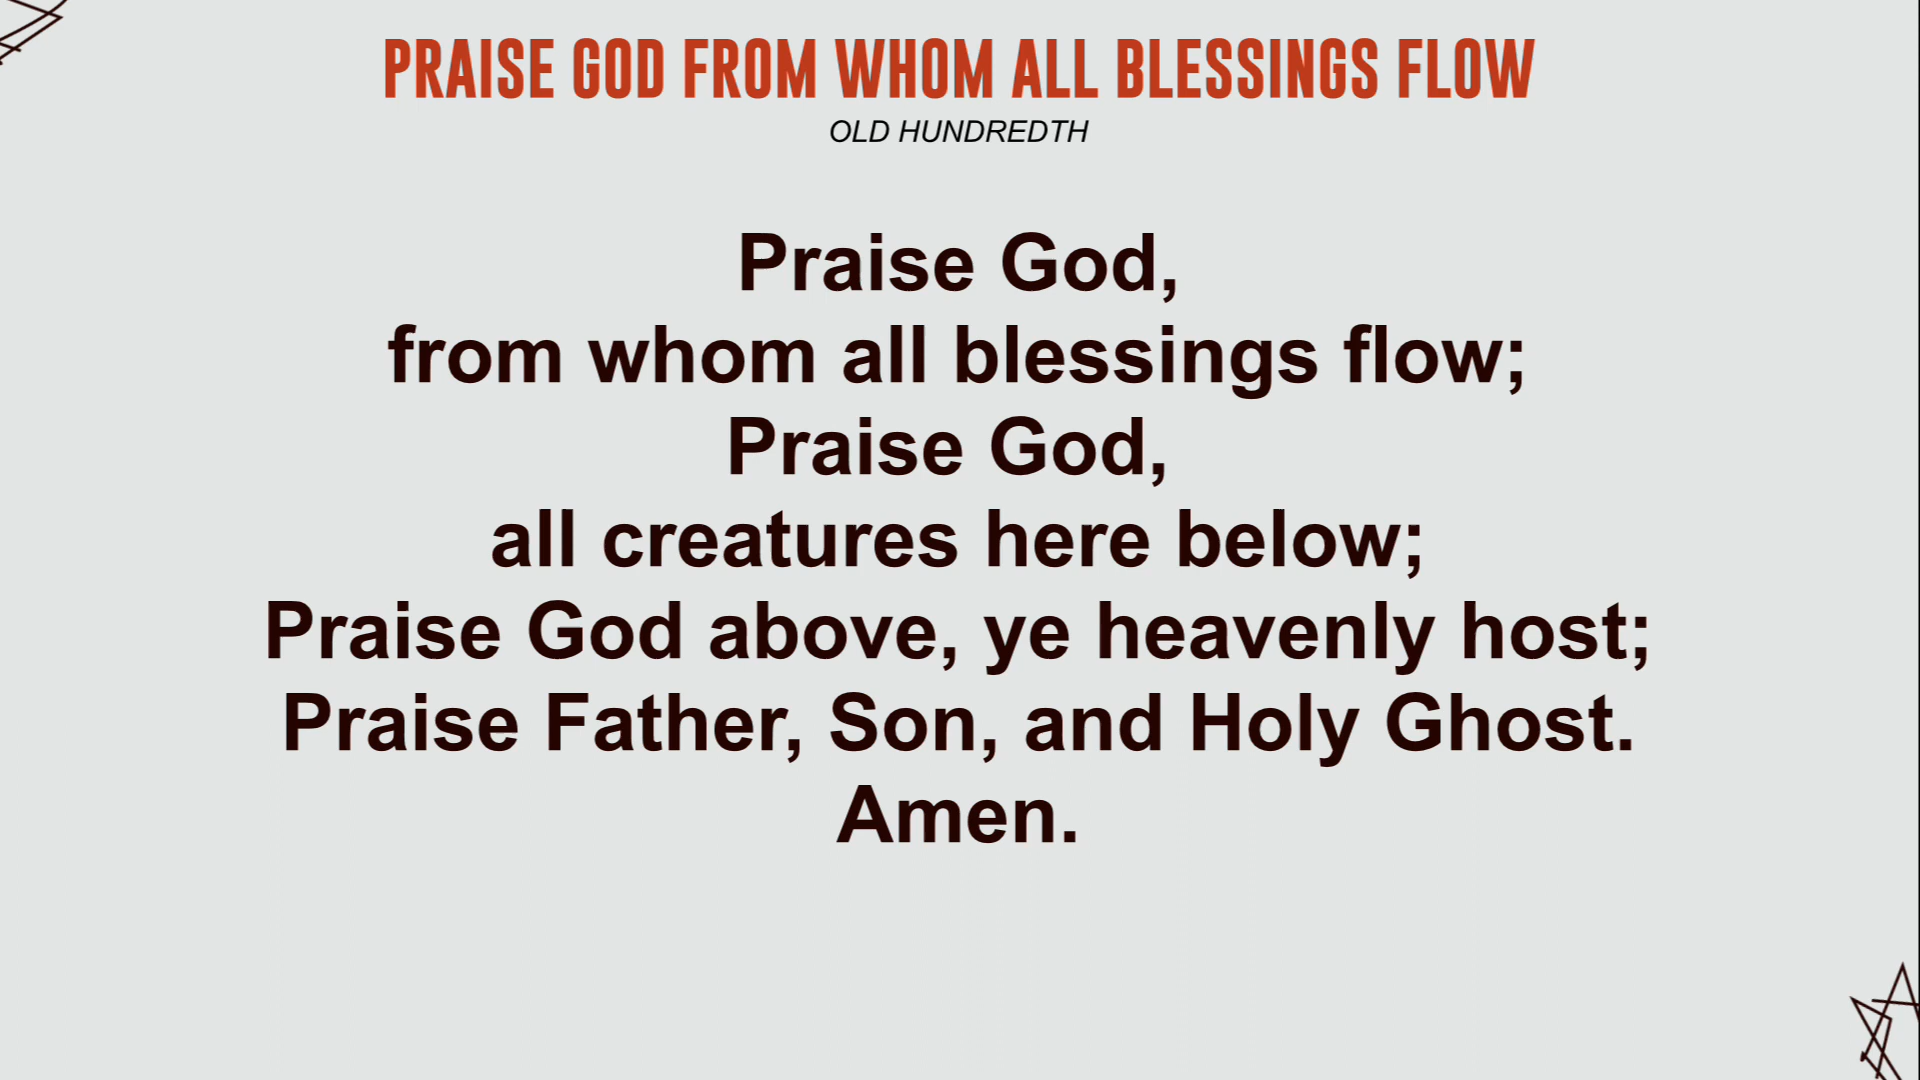 PRAISE GOD FROM WHOM ALL BLESSINGS FLOW
OLD HUNDREDTH
Praise God,
from whom all blessings flow;
Praise God,
all creatures here below;
Praise God above, ye heavenly host;
Praise Father, Son, and Holy Ghost.
Amen.